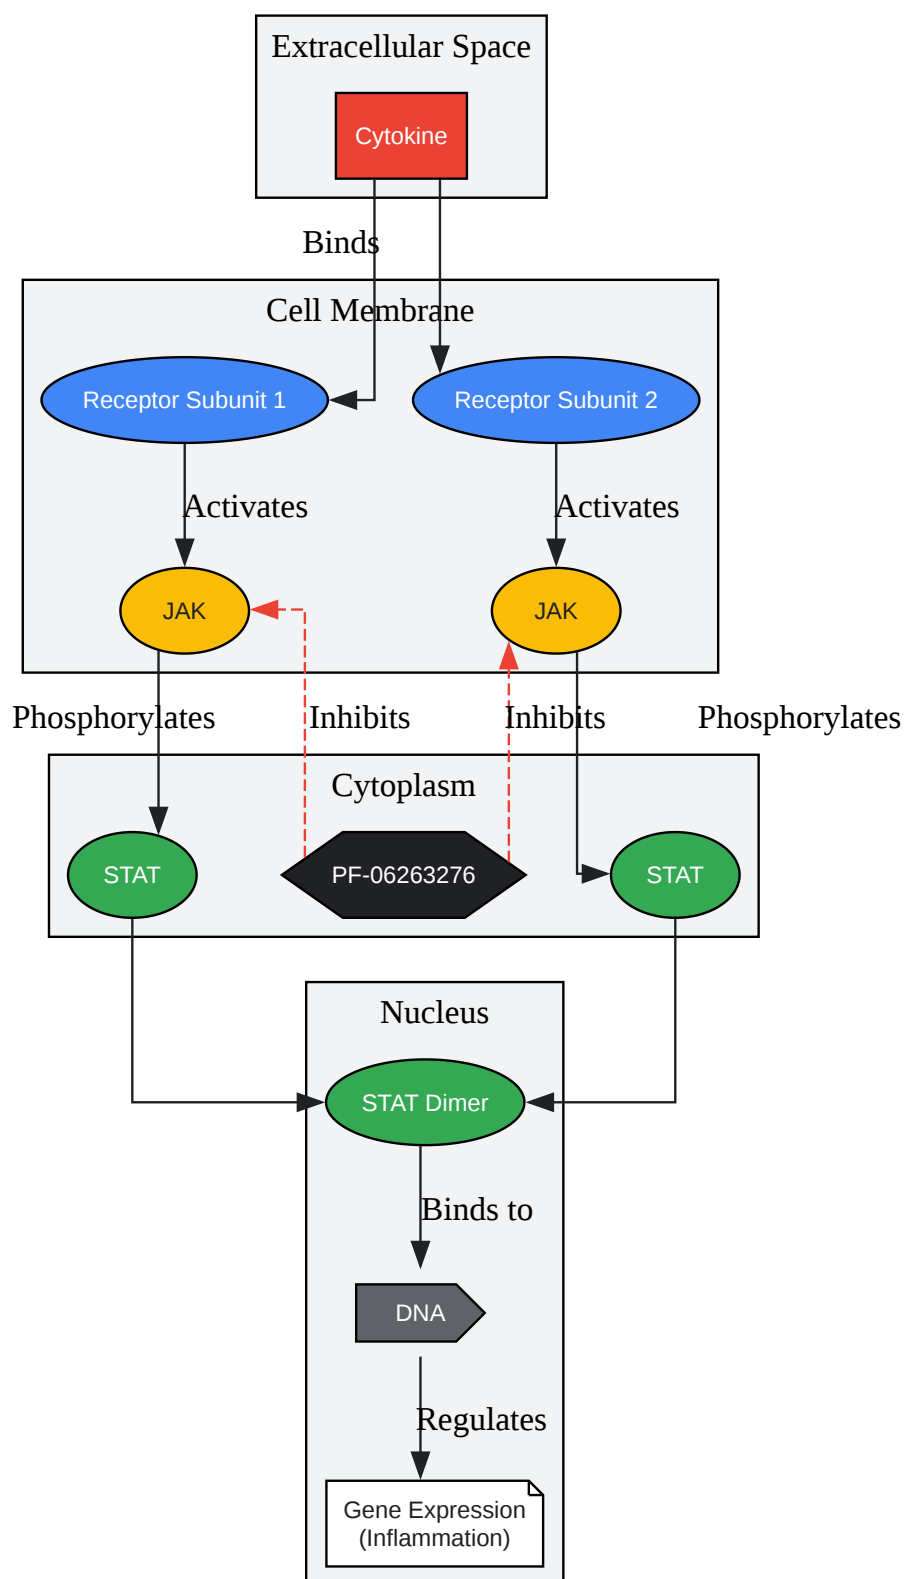 Extracellular Space
Cytokine
Binds
Cell Membrane
Receptor Subunit 1
Receptor Subunit 2
Activates
Activates
JAK
JAK
Phosphorylates
Inhibits
Inhibits
Phosphorylates
Cytoplasm
STAT
PF-06263276
STAT
Nucleus
STAT Dimer
Binds to
DNA
Regulates
Gene Expression
(Inflammation)